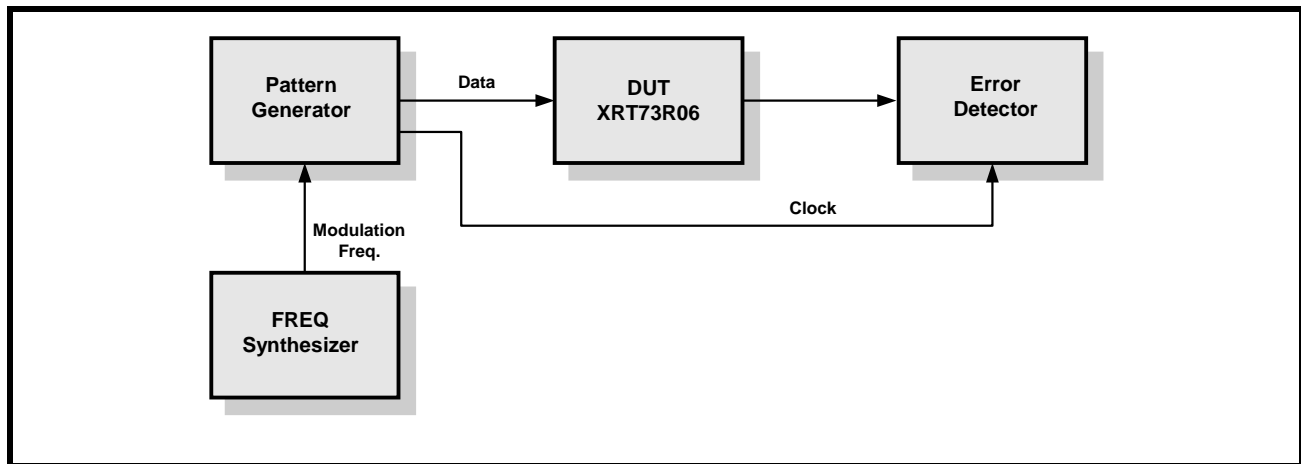 Pattern
Generator
Data
DUT
XRT73R06
Error
Detector
Clock
Modulation
Freq.
FREQ
Synthesizer